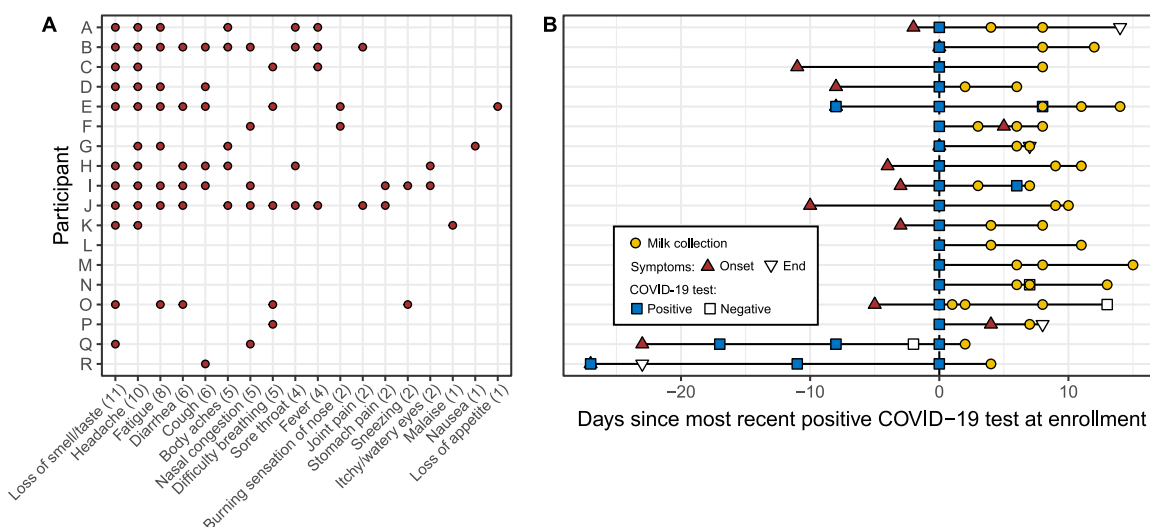 A
B
Participant
A
B
C
D
E
F
G
H
I
J
K
L
M
N
O
P
Q
R
Loss of smell/taste (11)
Headache (10)
Fatigue (8)
Diarrhea (6)
Cough (6)
Body aches (5)
Nasal congestion (5)
Difficulty breathing (5)
Sore throat (4)
Fever (4)
Burning sensation of nose (2)
Joint pain (2)
Stomach pain (2)
Sneezing (2)
Itchy/watery eyes (2)
Malaise (1)
Nausea (1)
Loss of appetite (1)
Milk collection
Symptoms: Onset End
COVID-19 test:
Positive Negative
−20 −10 0 10
Days since most recent positive COVID−19 test at enrollment